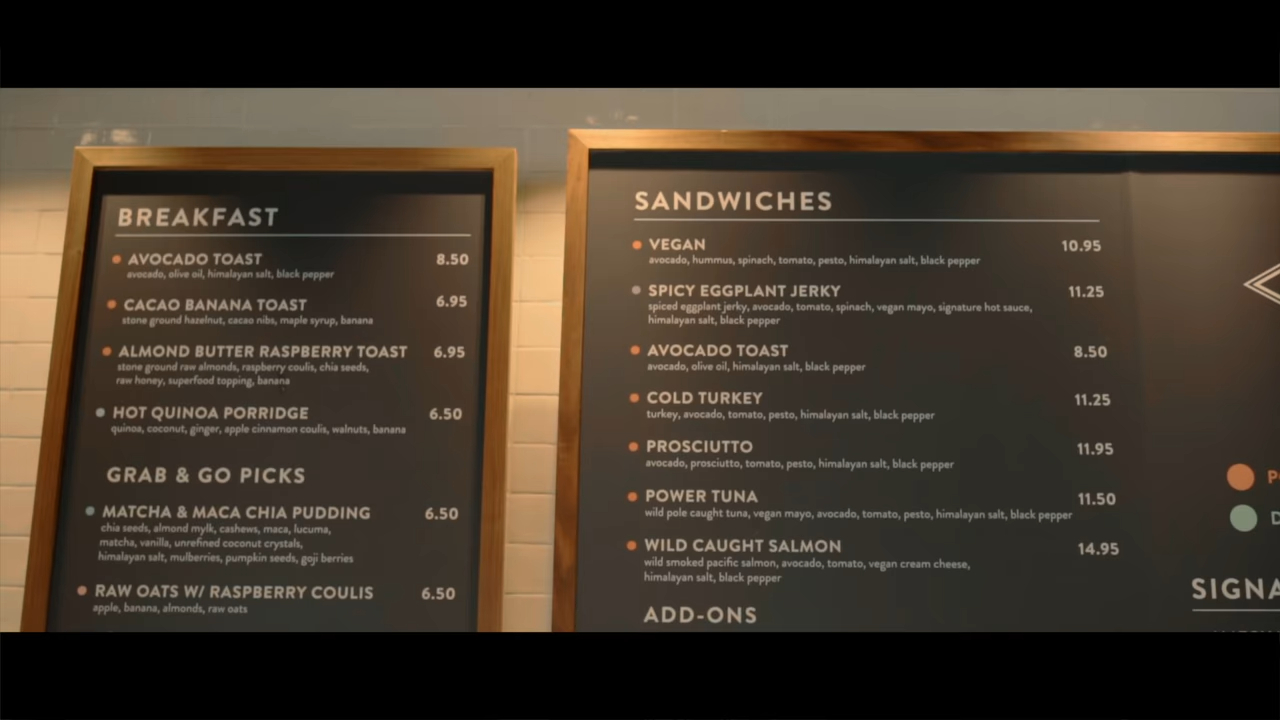 BREAKFAST
AVOCADO TOAST 8.50
avocado, olive oil, himalayan salt, black pepper
CACAO BANANA TOAST 6.95
stone ground hazelnut, cacao nibs, maple syrup, banana
ALMOND BUTTER RASPBERRY TOAST 6.95
stone ground raw almonds, raspberry coulis, chia seeds,
raw honey, superfood topping, banana
HOT QUINOA PORRIDGE 6.50
quinoa, coconut, ginger, apple cinnamon coulis, walnuts, banana
GRAB & GO PICKS
MATCHA & MACA CHIA PUDDING 6.50
chia seeds, almond mylk, cashews, maca, lucuma,
matcha, vanilla, unrefined coconut crystals,
himalayan salt, mulberries, pumpkin seeds, goji berries
RAW OATS W/ RASPBERRY COULIS 6.50
apple, banana, almonds, raw oats
SANDWICHES
VEGAN 10.95
avocado, hummus, spinach, tomato, pesto, himalayan salt, black pepper
SPICY EGGPLANT JERKY 11.25
spiced eggplant jerky, avocado, tomato, spinach, vegan mayo, signature hot sauce,
himalayan salt, black pepper
AVOCADO TOAST 8.50
avocado, olive oil, himalayan salt, black pepper
COLD TURKEY 11.25
turkey, avocado, tomato, pesto, himalayan salt, black pepper
PROSCIUTTO 11.95
avocado, prosciutto, tomato, pesto, himalayan salt, black pepper
POWER TUNA 11.50
wild pole caught tuna, vegan mayo, avocado, tomato, pesto, himalayan salt, black pepper
WILD CAUGHT SALMON 14.95
wild smoked pacific salmon, avocado, tomato, vegan cream cheese,
himalayan salt, black pepper
ADD-ONS
SIGNA